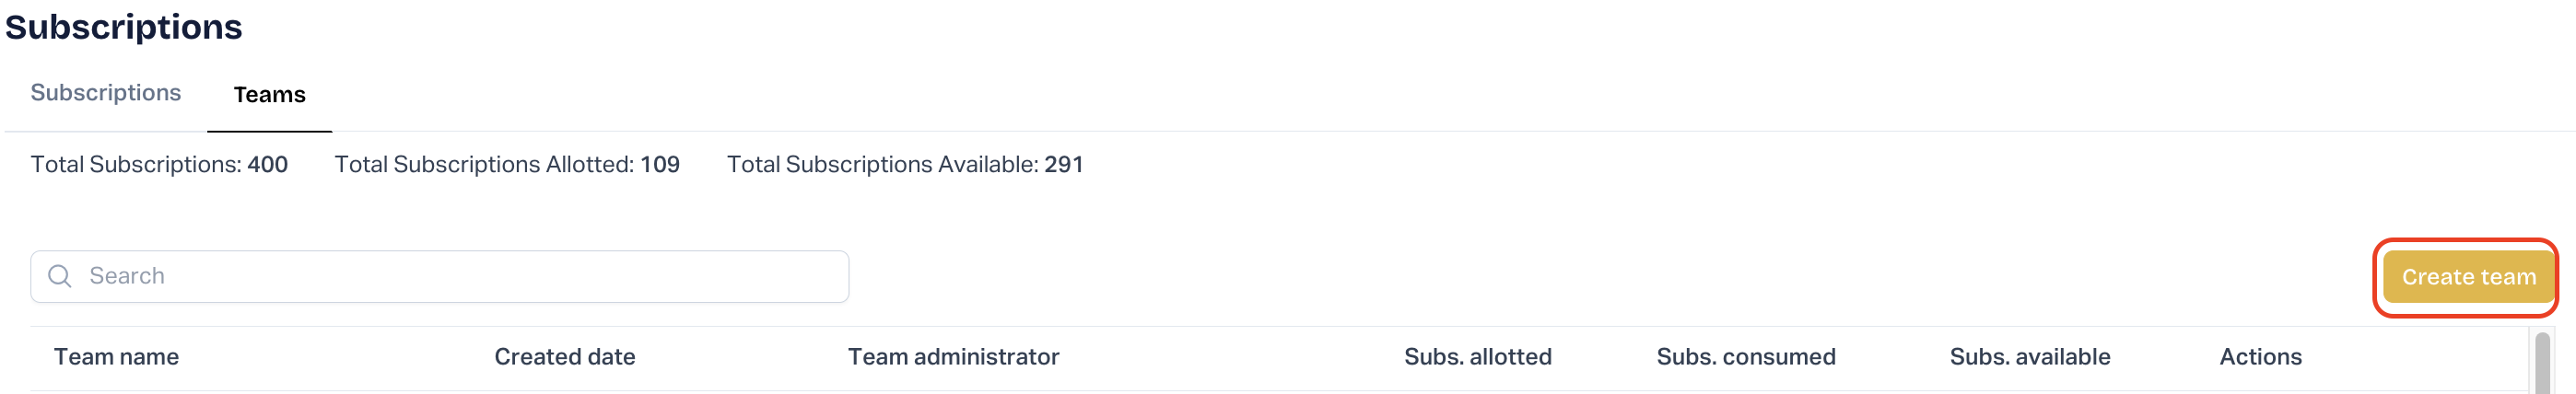 Subscriptions
Subscriptions Teams
Total Subscriptions: 400 Total Subscriptions Allotted: 109 Total Subscriptions Available: 291
Search Create team
Team name Created date Team administrator Subs. allotted Subs. consumed Subs. available Actions